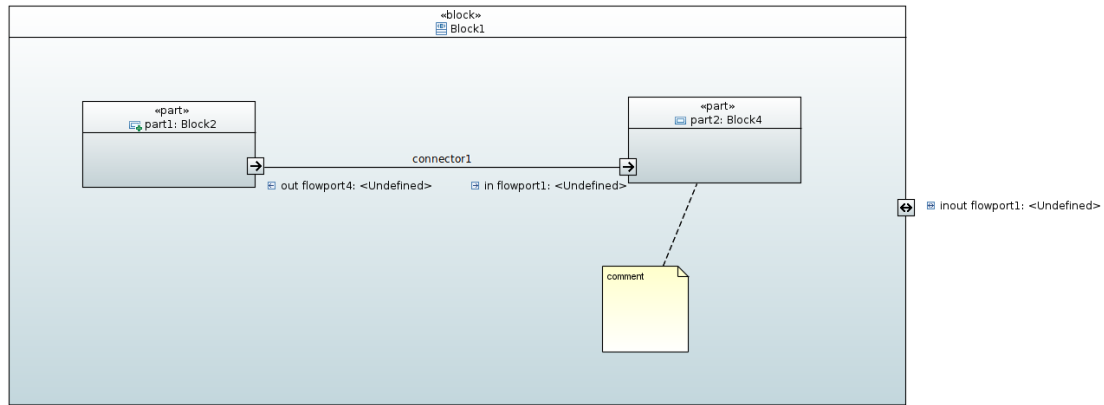 «block»
Block1
«part»
part1: Block2
«part»
part2: Block4
connector1
out flowport4: <Undefined>
in flowport1: <Undefined>
inout flowport1: <Undefined>
comment